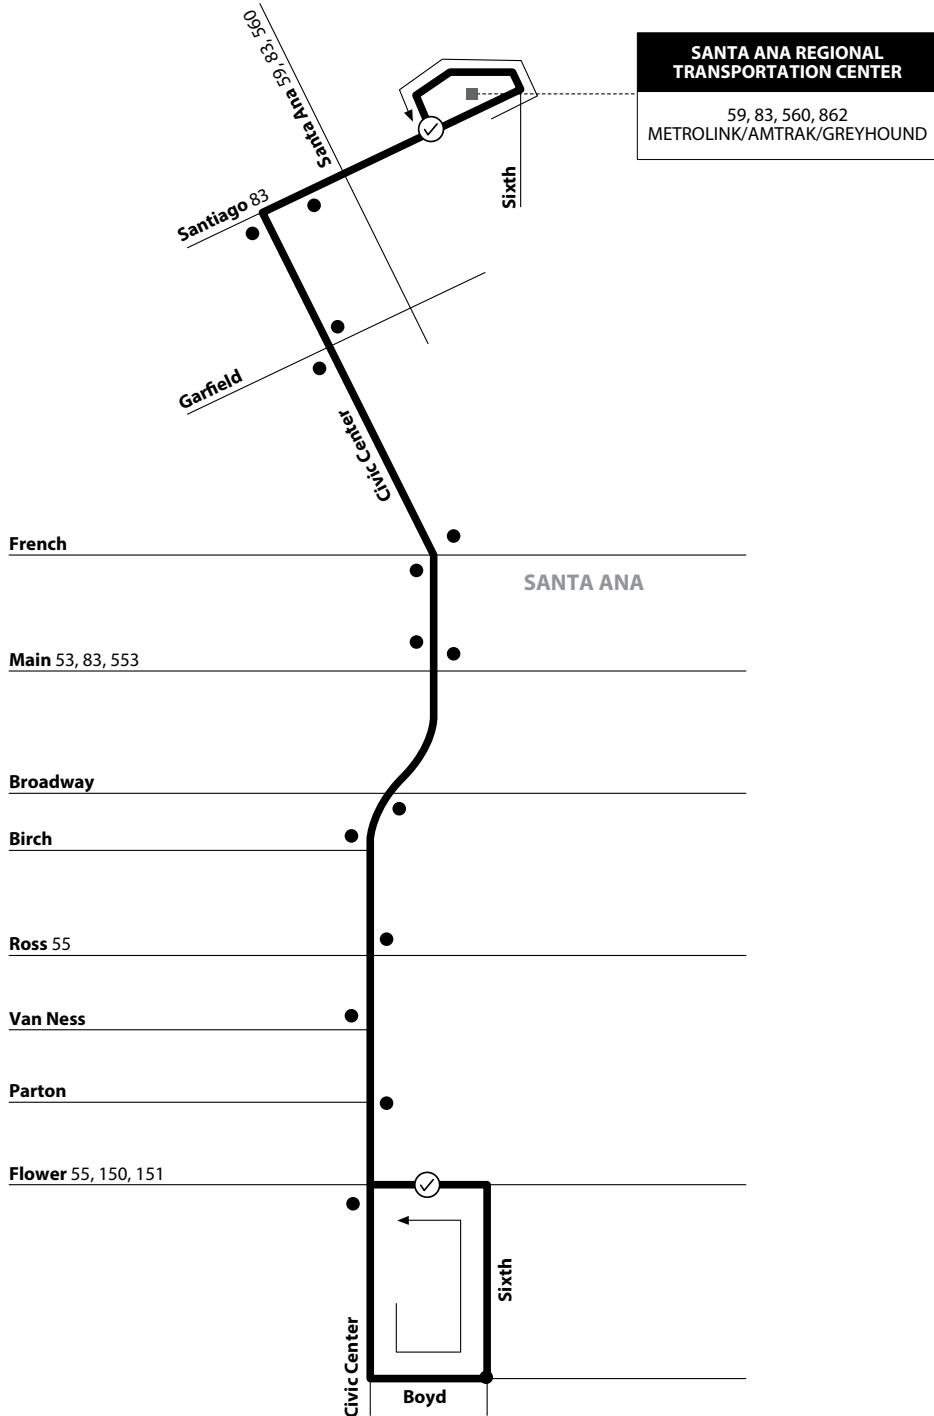 Santa Ana 59, 83, 560
SANTA ANA REGIONAL
TRANSPORTATION CENTER
59, 83, 560, 862
METROLINK/AMTRAK/GREYHOUND
Sixth
Santiago 83
Garfield
Civic Center
French
SANTA ANA
Main 53, 83, 553
Broadway
Birch
Ross 55
Van Ness
Parton
Flower 55, 150, 151
Sixth
Civic Center
Boyd